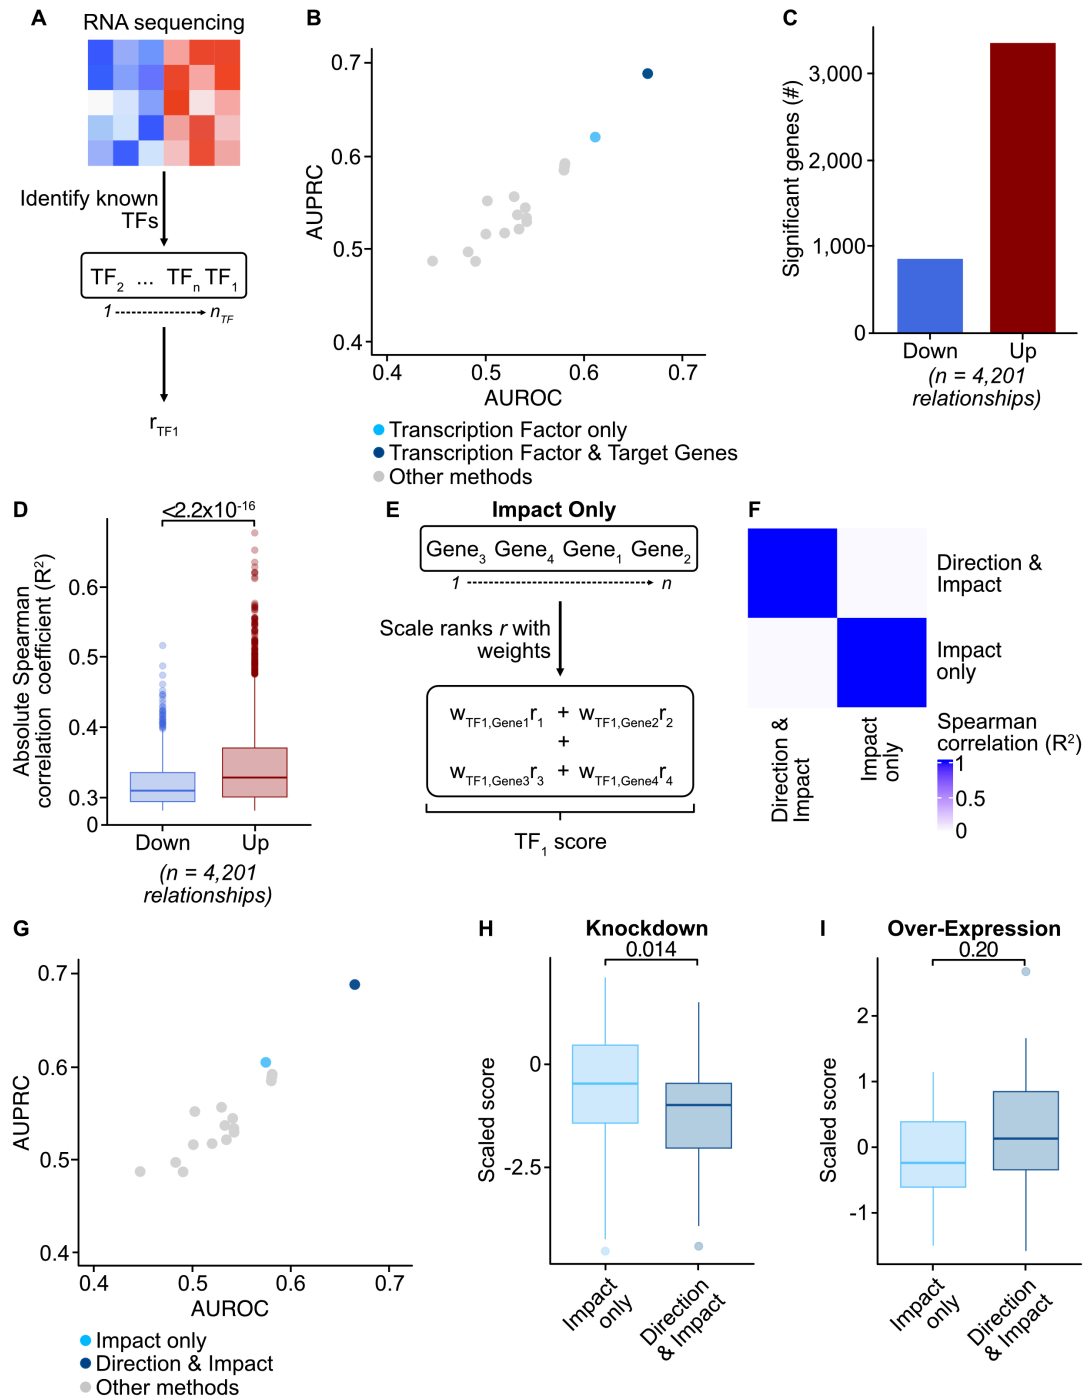 A
RNA sequencing
Identify known
TFs
TF2 ... TFn TF1
1 nTF
rTF1
B
AUPRC
0.7
0.6
0.5
0.4
0.4 0.5 0.6 0.7
AUROC
Transcription Factor only
Transcription Factor & Target Genes
Other methods
C
Significant genes (#)
3,000
2,000
1,000
0
Down Up
(n = 4,201
relationships)
D
<2.2x10-16
Absolute Spearman
correlation coefficient (R2)
0.6
0.5
0.4
0.3
0
Down Up
(n = 4,201
relationships)
E
Impact Only
Gene3 Gene4 Gene1 Gene2
1 n
Scale ranks r with
weights
wTF1,Gene1r1 + wTF1,Gene2r2
+
wTF1,Gene3r3 + wTF1,Gene4r4
TF1 score
F
Direction &
Impact
Impact
only
Direction &
Impact
Impact
only
Spearman
correlation (R2)
1
0.5
0
G
AUPRC
0.7
0.6
0.5
0.4
0.4 0.5 0.6 0.7
AUROC
Impact only
Direction & Impact
Other methods
H
Knockdown
0.014
Scaled score
0
-2.5
Impact
only
Direction
& Impact
I
Over-Expression
0.20
Scaled score
2
1
0
-1
Impact
only
Direction
& Impact